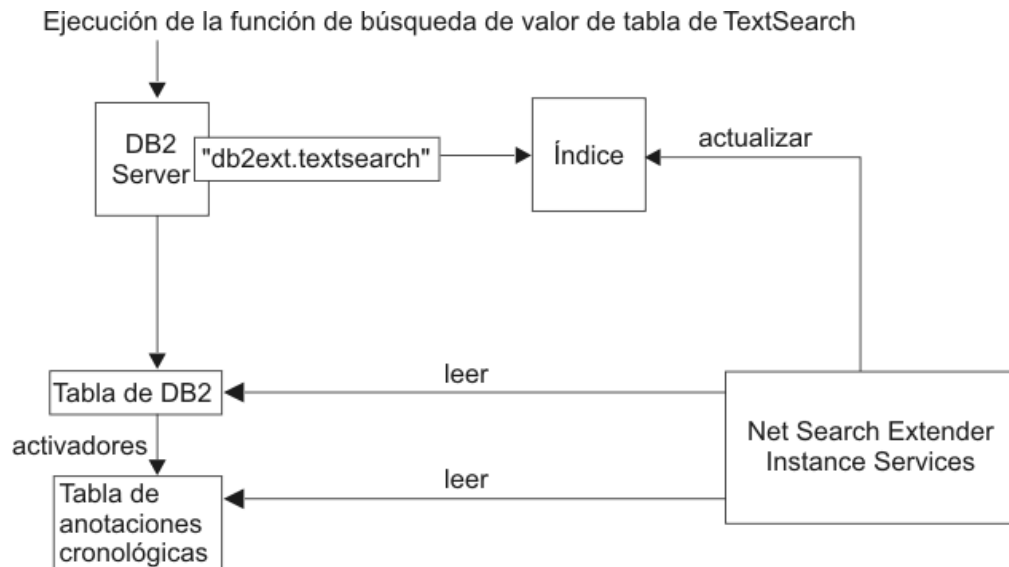 Ejecución de la función de búsqueda de valor de tabla de TextSearch
DB2
Server
"db2ext.textsearch"
Índice
actualizar
Tabla de DB2
leer
Net Search Extender
Instance Services
activadores
leer
Tabla de
anotaciones
cronológicas